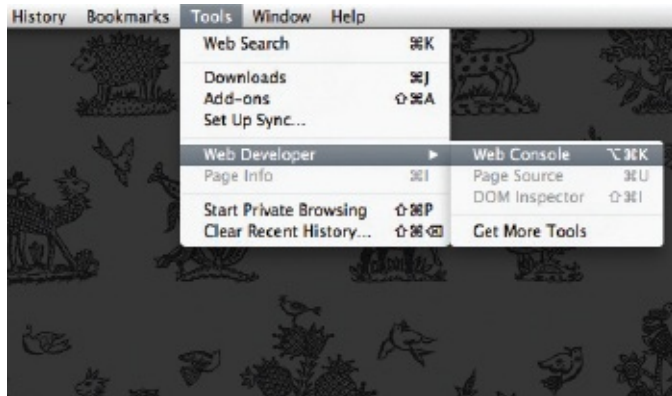 History Bookmarks Tools Window Help
Web Search ⌘K
Downloads ⌘J
Add-ons ⇧⌘A
Set Up Sync...
Web Developer ▶ Web Console ⌥⌘K
Page Info ⌘I Page Source ⌘U
DOM Inspector ⇧⌘I
Start Private Browsing ⇧⌘P
Clear Recent History... ⇧⌘⌫ Get More Tools